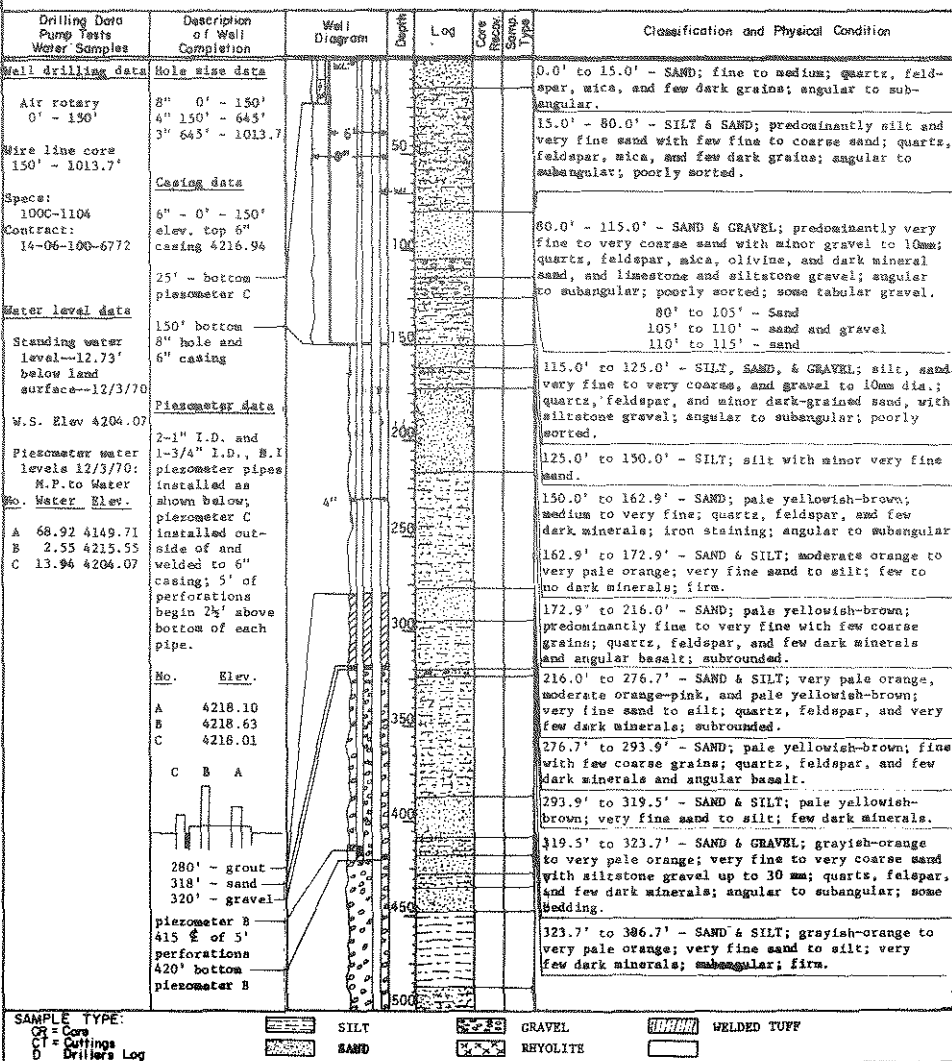 Drilling Data
Pump Tests
Water Samples
Description
of Well
Completion
Well
Diagram
Depth
Log
Core
Recov.
Samp.
Type
Classification and Physical Condition
Well drilling data
Air rotary
0' - 150'
Wire line core
150' - 1013.7'
Specs:
100C-1104
Contract:
14-06-100-6772
Water level data
Standing water
level--12.73'
below land
surface--12/3/70
W.S. Elev 4204.07
Piezometer water
levels 12/3/70:
M.P. to Water
No. Water Elev.
A 68.92 4149.71
B 2.55 4215.55
C 13.94 4204.07
Hole size data
8" 0' - 150'
4" 150' - 645'
3" 645' - 1013.7
Casing data
6" - 0' - 150'
elev. top 6"
casing 4216.94
25' - bottom
piezometer C
150' bottom
8" hole and
6" casing
Piezometer data
2-1" I.D. and
1-3/4" I.D., B.I
piezometer pipes
installed as
shown below;
piezometer C
installed out-
side of and
welded to 6"
casing; 5' of
perforations
begin 2½' above
bottom of each
pipe.
No. Elev.
A 4218.10
B 4218.63
C 4216.01
C B A
280' - grout
318' - sand
320' - gravel
piezometer B
415 ℄ of 5'
perforations
420' bottom
piezometer B
6"
8"
4"
50
100
150
200
250
300
350
400
450
500
0.0' to 15.0' - SAND; fine to medium; quartz, feld-
spar, mica, and few dark grains; angular to sub-
angular.
15.0' - 80.0' - SILT & SAND; predominantly silt and
very fine sand with few fine to coarse sand; quartz,
feldspar, mica, and few dark grains; angular to
subangular; poorly sorted.
80.0' - 115.0' - SAND & GRAVEL; predominantly very
fine to very coarse sand with minor gravel to 10mm;
quartz, feldspar, mica, olivine, and dark mineral
sand, and limestone and siltstone gravel; angular
to subangular; poorly sorted; some tabular gravel.
80' to 105' - Sand
105' to 110' - sand and gravel
110' to 115' - sand
115.0' to 125.0' - SILT, SAND, & GRAVEL; silt, sand
very fine to very coarse, and gravel to 10mm dia.;
quartz, feldspar, and minor dark-grained sand, with
siltstone gravel; angular to subangular; poorly
sorted.
125.0' to 150.0' - SILT; silt with minor very fine
sand.
150.0' to 162.9' - SAND; pale yellowish-brown;
medium to very fine; quartz, feldspar, and few
dark minerals; iron staining; angular to subangular
162.9' to 172.9' - SAND & SILT; moderate orange to
very pale orange; very fine sand to silt; few to
no dark minerals; firm.
172.9' to 216.0' - SAND; pale yellowish-brown;
predominantly fine to very fine with few coarse
grains; quartz, feldspar, and few dark minerals
and angular basalt; subrounded.
216.0' to 276.7' - SAND & SILT; very pale orange,
moderate orange-pink, and pale yellowish-brown;
very fine sand to silt; quartz, feldspar, and very
few dark minerals; subrounded.
276.7' to 293.9' - SAND; pale yellowish-brown; fine
with few coarse grains; quartz, feldspar, and few
dark minerals and angular basalt.
293.9' to 319.5' - SAND & SILT; pale yellowish-
brown; very fine sand to silt; few dark minerals.
319.5' to 323.7' - SAND & GRAVEL; grayish-orange
to very pale orange; very fine to very coarse sand
with siltstone gravel up to 30 mm; quartz, felspar,
and few dark minerals; angular to subangular; some
bedding.
323.7' to 386.7' - SAND & SILT; grayish-orange to
very pale orange; very fine sand to silt; very
few dark minerals; subangular; firm.
SAMPLE TYPE:
CR = Core
CT = Cuttings
D Drillers Log
SILT
SAND
GRAVEL
RHYOLITE
WELDED TUFF